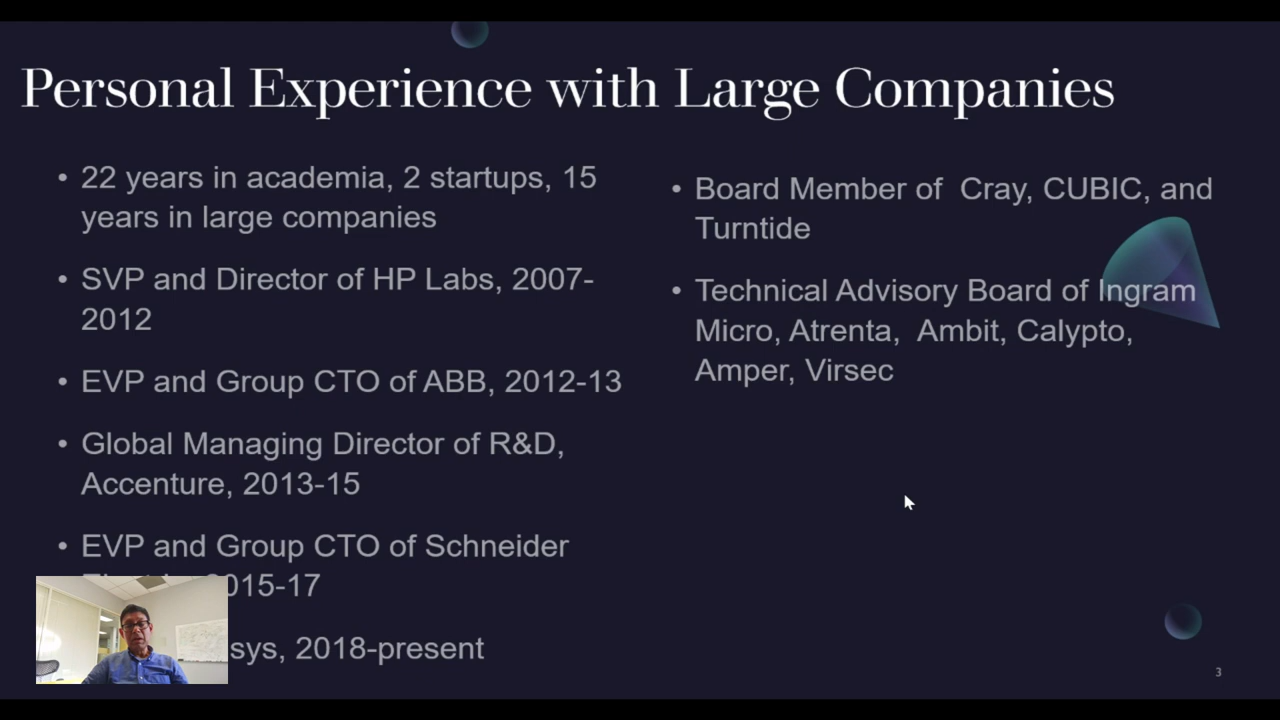 Personal Experience with Large Companies
• 22 years in academia, 2 startups, 15
years in large companies
• SVP and Director of HP Labs, 2007-
2012
• EVP and Group CTO of ABB, 2012-13
• Global Managing Director of R&D,
Accenture, 2013-15
• EVP and Group CTO of Schneider
2015-17
sys, 2018-present
• Board Member of  Cray, CUBIC, and
Turntide
• Technical Advisory Board of Ingram
Micro, Atrenta,  Ambit, Calypto,
Amper, Virsec
3